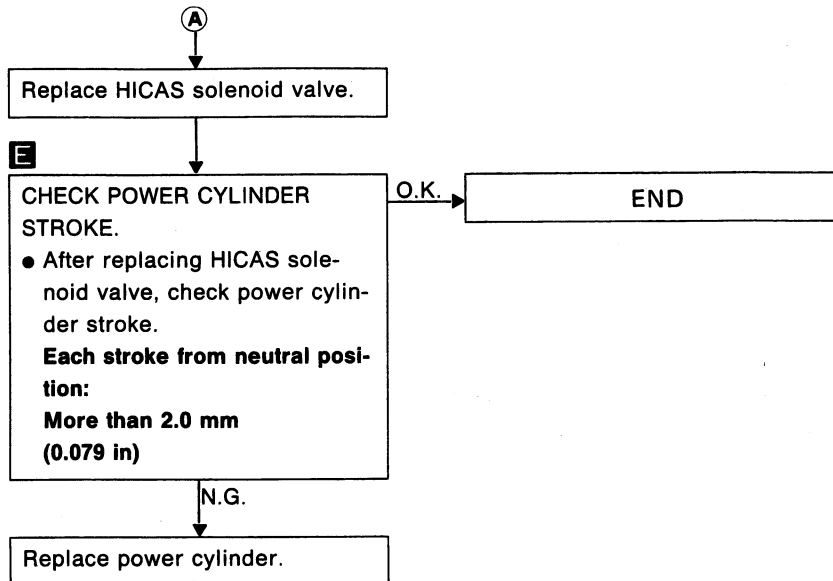 A
Replace HICAS solenoid valve.
E
CHECK POWER CYLINDER
STROKE.
● After replacing HICAS sole-
noid valve, check power cylin-
der stroke.
Each stroke from neutral posi-
tion:
More than 2.0 mm
(0.079 in)
O.K.
END
N.G.
Replace power cylinder.